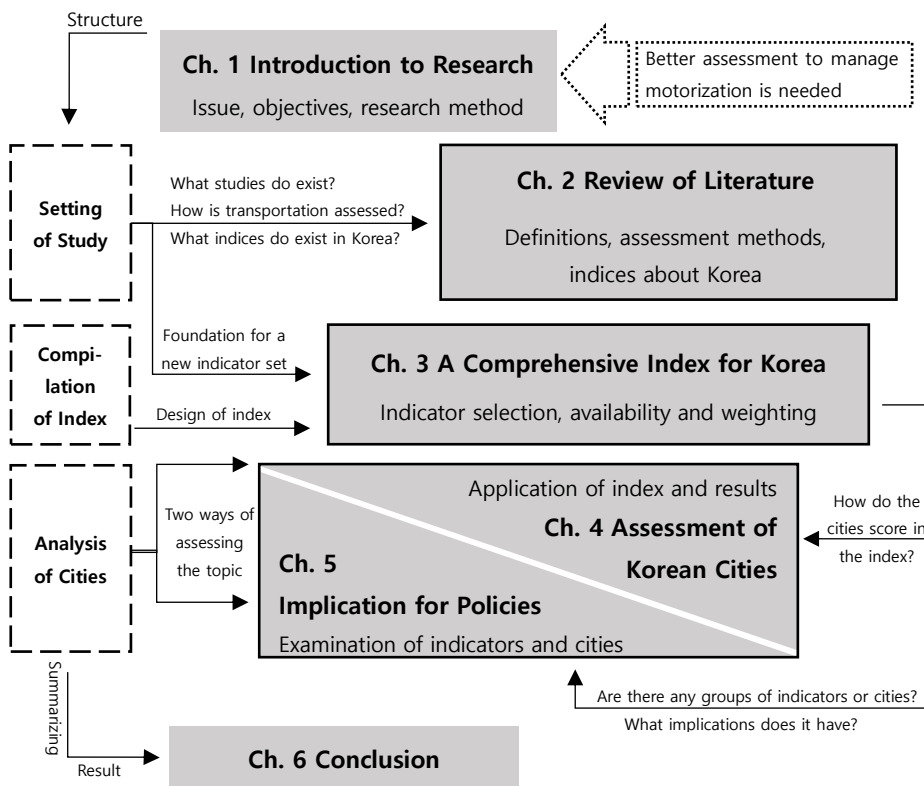 Structure
Ch. 1 Introduction to Research
Issue, objectives, research method
Better assessment to manage
motorization is needed
Setting
of Study
What studies do exist?
How is transportation assessed?
What indices do exist in Korea?
Ch. 2 Review of Literature
Definitions, assessment methods,
indices about Korea
Compi-
lation
of Index
Foundation for a
new indicator set
Design of index
Ch. 3 A Comprehensive Index for Korea
Indicator selection, availability and weighting
Analysis
of Cities
Two ways of
assessing
the topic
Application of index and results
Ch. 4 Assessment of
Korean Cities
Ch. 5
Implication for Policies
Examination of indicators and cities
How do the
cities score in
the index?
Are there any groups of indicators or cities?
What implications does it have?
Summarizing
Result
Ch. 6 Conclusion